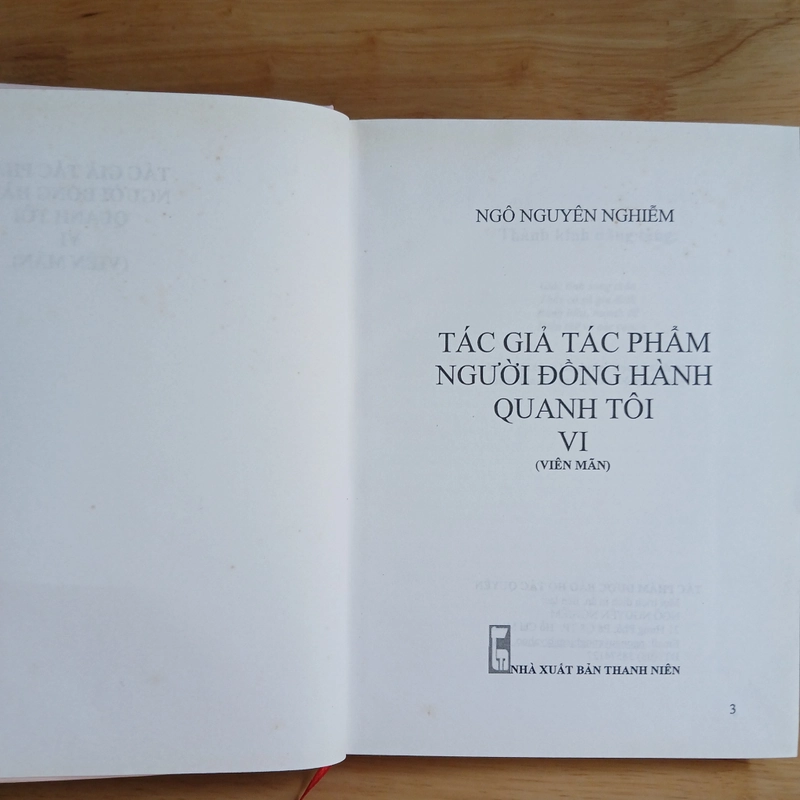 NGÔ NGUYÊN NGHIỄM
TÁC GIẢ TÁC PHẨM
NGƯỜI ĐỒNG HÀNH
QUANH TÔI
VI
(VIÊN MÃN)
NHÀ XUẤT BẢN THANH NIÊN
3